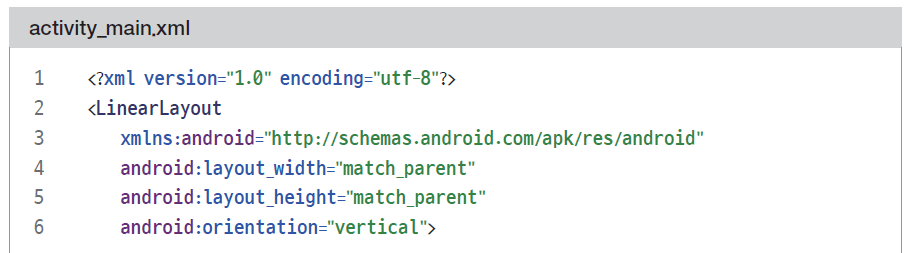 activity_main.xml
1 <?xml version="1.0" encoding="utf-8"?>
2 <LinearLayout
3 xmlns:android="http://schemas.android.com/apk/res/android"
4 android:layout_width="match_parent"
5 android:layout_height="match_parent"
6 android:orientation="vertical">